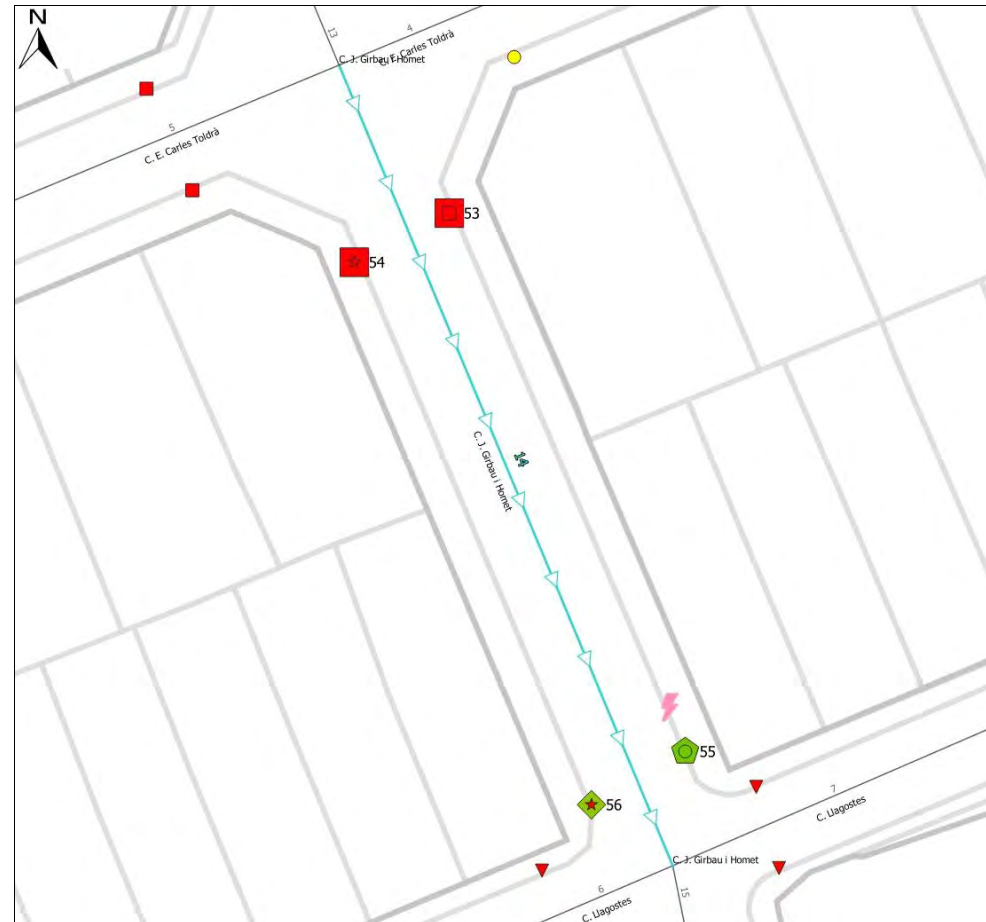 N
13
4
C. E. Carles Toldrà
C. J. Girbau i Homet
5
C. E. Carles Toldrà
53
54
C. J. Girbau i Homet
14
55
56
7
C. Llagostes
C. J. Girbau i Homet
6
15
C. Llagostes